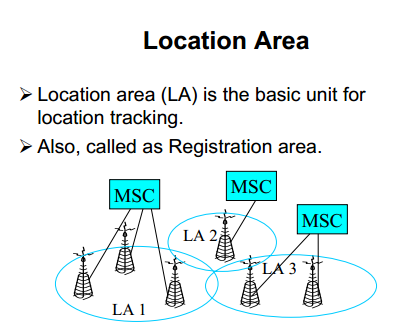 Location Area
➢ Location area (LA) is the basic unit for
location tracking.
➢ Also, called as Registration area.
MSC
MSC
MSC
LA 2
LA 3
LA 1